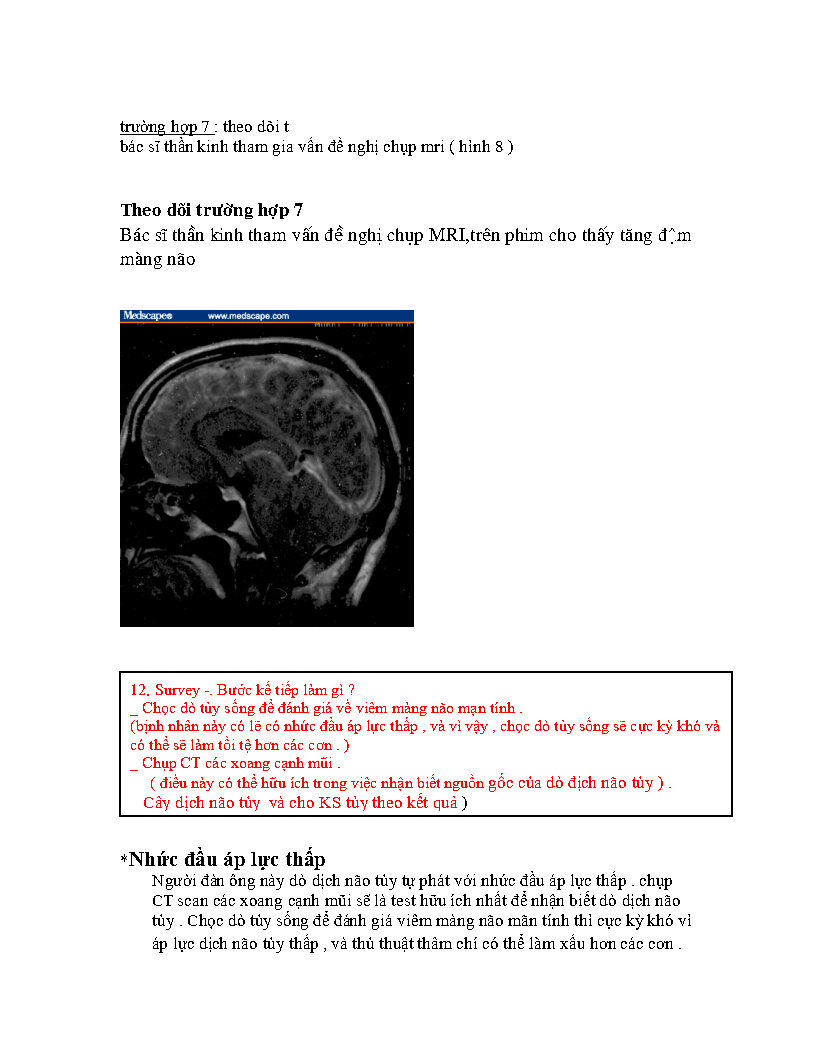 trường hợp 7 : theo dõi t
bác sĩ thần kinh tham gia vấn đề nghị chụp mri ( hình 8 )
Theo dõi trường hợp 7
Bác sĩ thần kinh tham vấn đề nghị chụp MRI,trên phim cho thấy tăng đậm
màng não
Medscape® www.medscape.com
12. Survey -. Bước kế tiếp làm gì ?
_ Chọc dò tủy sống để đánh giá về viêm màng não mạn tính .
(bịnh nhân này có lẽ có nhức đầu áp lực thấp , và vì vậy , chọc dò tủy sống sẽ cực kỳ khó và
có thể sẽ làm tồi tệ hơn các cơn . )
_ Chụp CT các xoang cạnh mũi .
( điều này có thể hữu ích trong việc nhận biết nguồn gốc của dò địch não tủy ) .
Cấy dịch não tủy và cho KS tùy theo kết quả )
*Nhức đầu áp lực thấp
Người đàn ông này dò dịch não tủy tự phát với nhức đầu áp lực thấp . chụp
CT scan các xoang cạnh mũi sẽ là test hữu ích nhất để nhận biết dò dịch não
tủy . Chọc dò tủy sống để đánh giá viêm màng não mãn tính thì cực kỳ khó vì
áp lực dịch não tủy thấp , và thủ thuật thâm chí có thể làm xấu hơn các cơn .